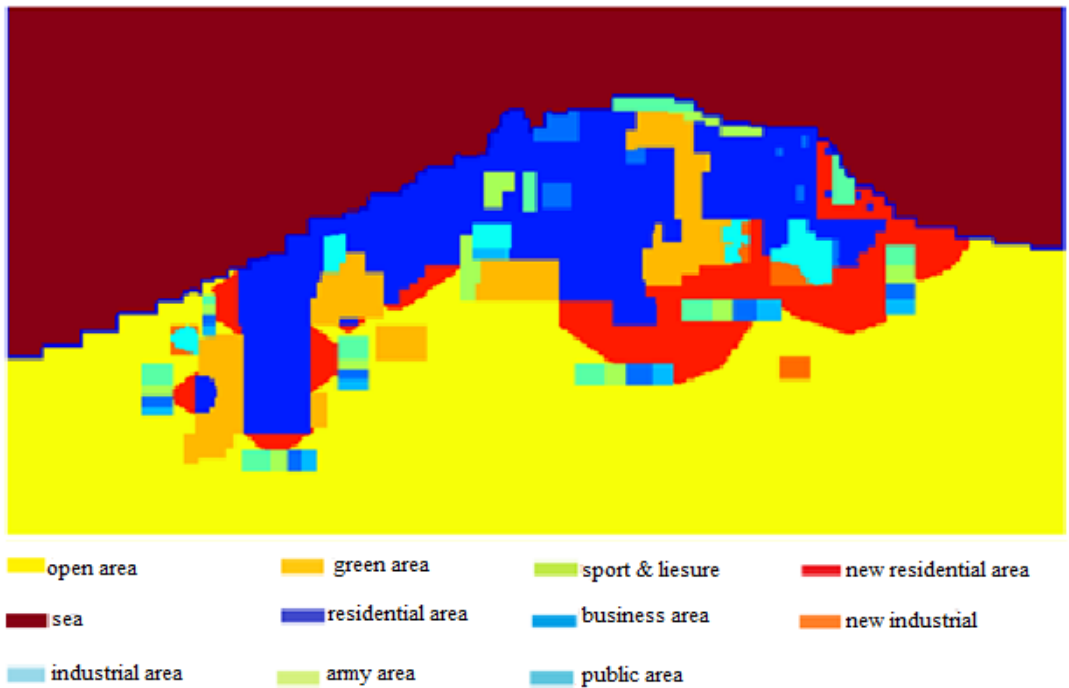 open area
green area
sport & liesure
new residential area
sea
residential area
business area
new industrial
industrial area
army area
public area